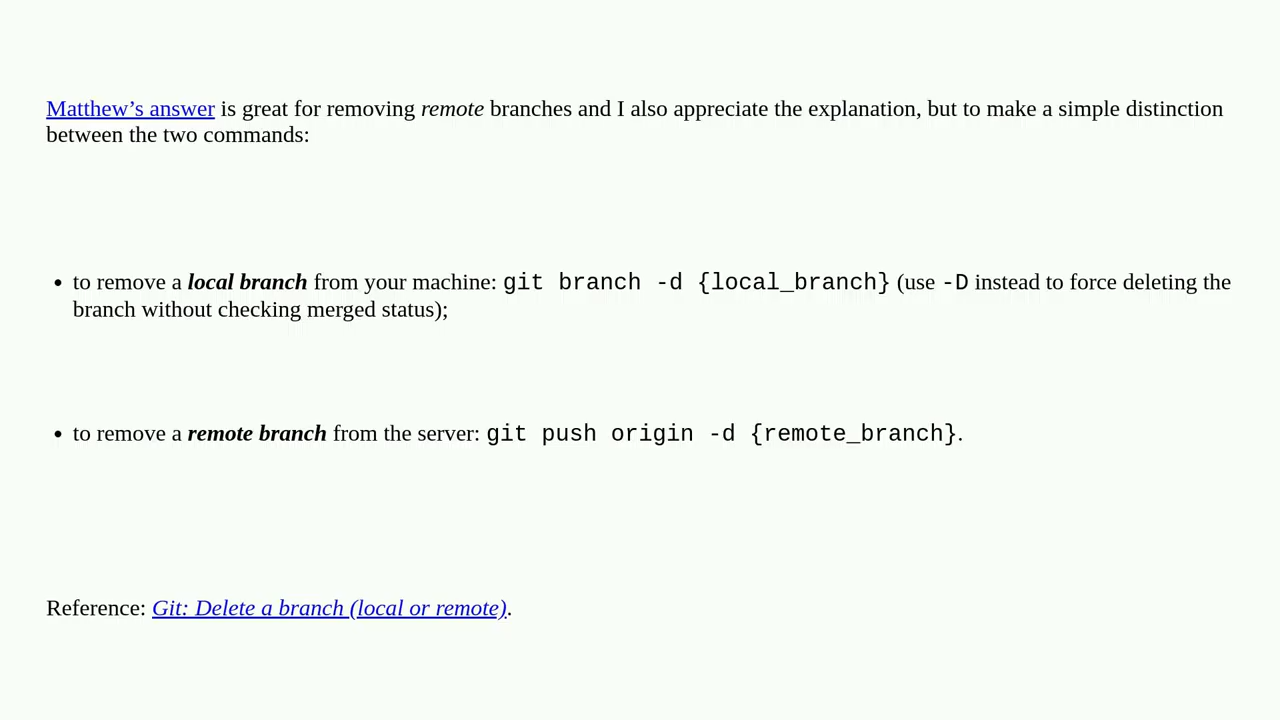 Matthew’s answer is great for removing remote branches and I also appreciate the explanation, but to make a simple distinction
between the two commands:
• to remove a local branch from your machine: git branch -d {local_branch} (use -D instead to force deleting the
branch without checking merged status);
• to remove a remote branch from the server: git push origin -d {remote_branch}.
Reference: Git: Delete a branch (local or remote).